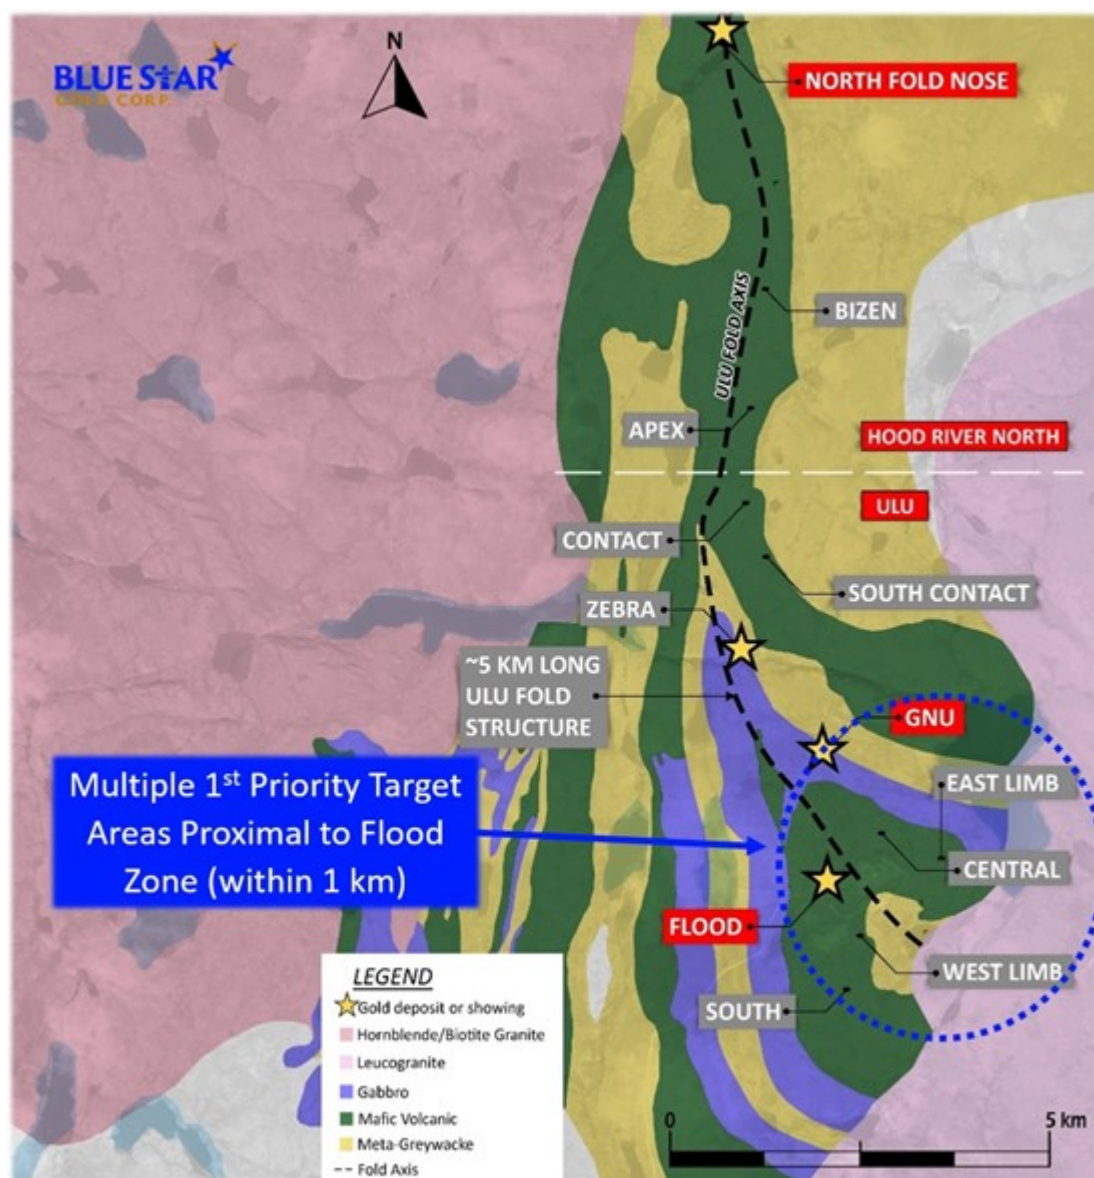 BLUE STAR
GOLD CORP.
N
NORTH FOLD NOSE
ULU FOLD AXIS
BIZEN
APEX
HOOD RIVER NORTH
ULU
CONTACT
SOUTH CONTACT
ZEBRA
~5 KM LONG
ULU FOLD
STRUCTURE
GNU
Multiple 1st Priority Target
Areas Proximal to Flood
Zone (within 1 km)
EAST LIMB
CENTRAL
FLOOD
WEST LIMB
SOUTH
LEGEND
Gold deposit or showing
Hornblende/Biotite Granite
Leucogranite
Gabbro
Mafic Volcanic
Meta-Greywacke
Fold Axis
0
5 km